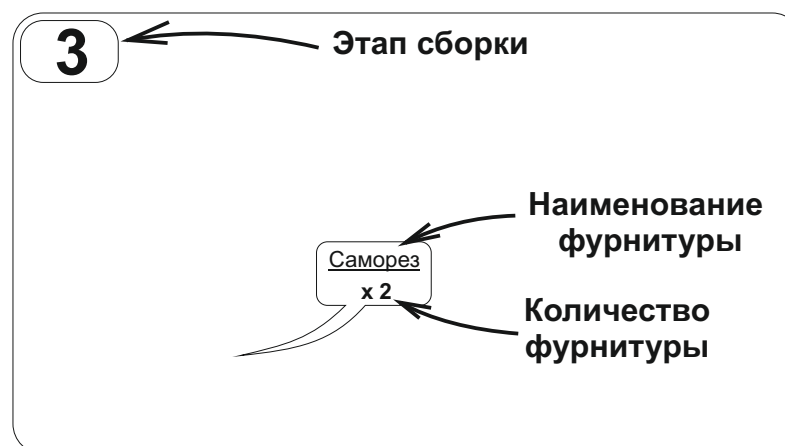 3
Этап сборки
Наименование
фурнитуры
Саморез
х 2
Количество
фурнитуры